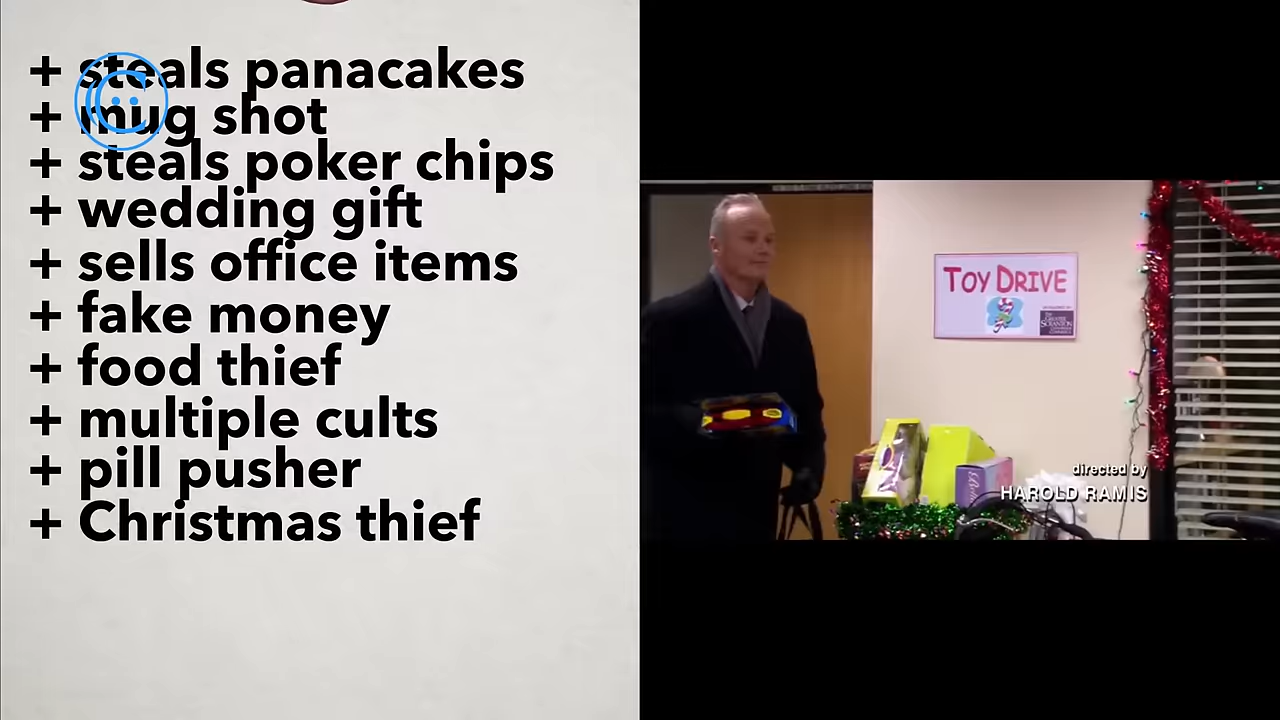 + steals panacakes
+ mug shot
+ steals poker chips
+ wedding gift
+ sells office items
+ fake money
+ food thief
+ multiple cults
+ pill pusher
+ Christmas thief
TOY DRIVE
SCRANTON
directed by
HAROLD RAMIS